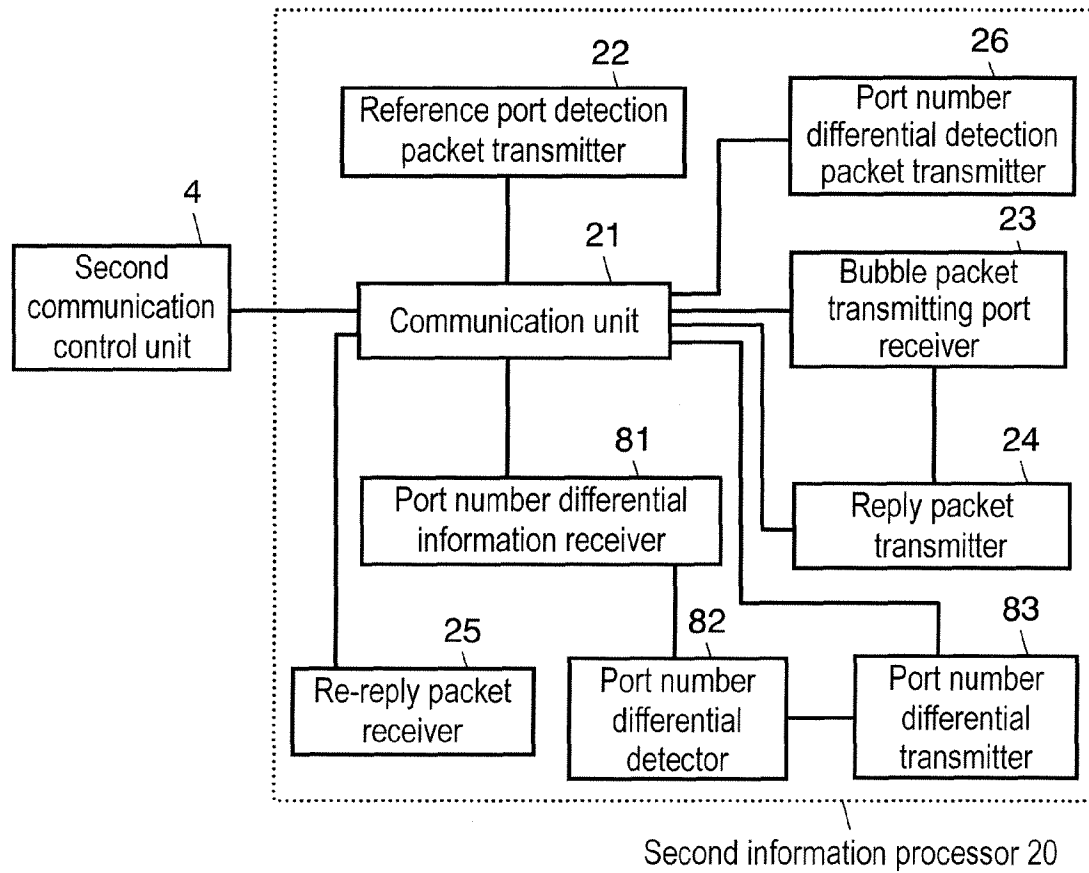 22
Reference port detection
packet transmitter
26
Port number
differential detection
packet transmitter
4
Second
communication
control unit
21
Communication unit
23
Bubble packet
transmitting port
receiver
81
Port number differential
information receiver
24
Reply packet
transmitter
25
Re-reply packet
receiver
82
Port number
differential
detector
83
Port number
differential
transmitter
Second information processor 20